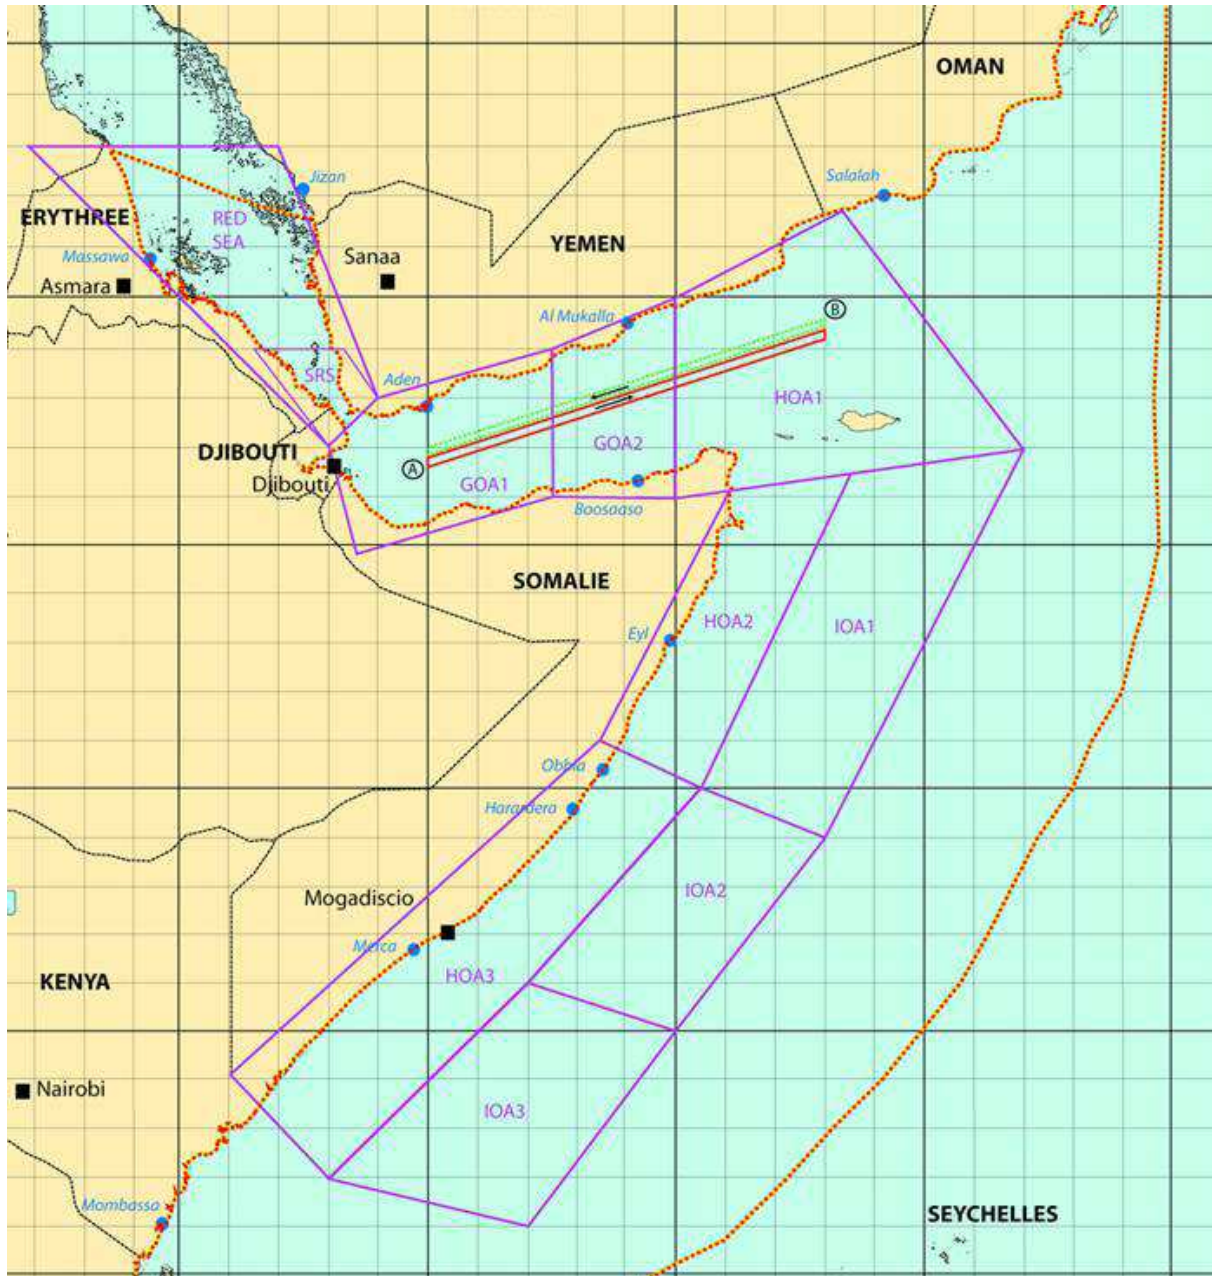 OMAN
Jizan
Salalah
ERYTHREE
RED
SEA
YEMEN
Massawa
Sanaa
Asmara
Al Mukalla
B
SRS
Aden
HOA1
GOA2
DJIBOUTI
A
Djibouti
GOA1
Boosaaso
SOMALIE
HOA2
IOA1
Eyl
Obbia
Harardera
IOA2
Mogadiscio
Merca
HOA3
KENYA
Nairobi
IOA3
Mombassa
SEYCHELLES